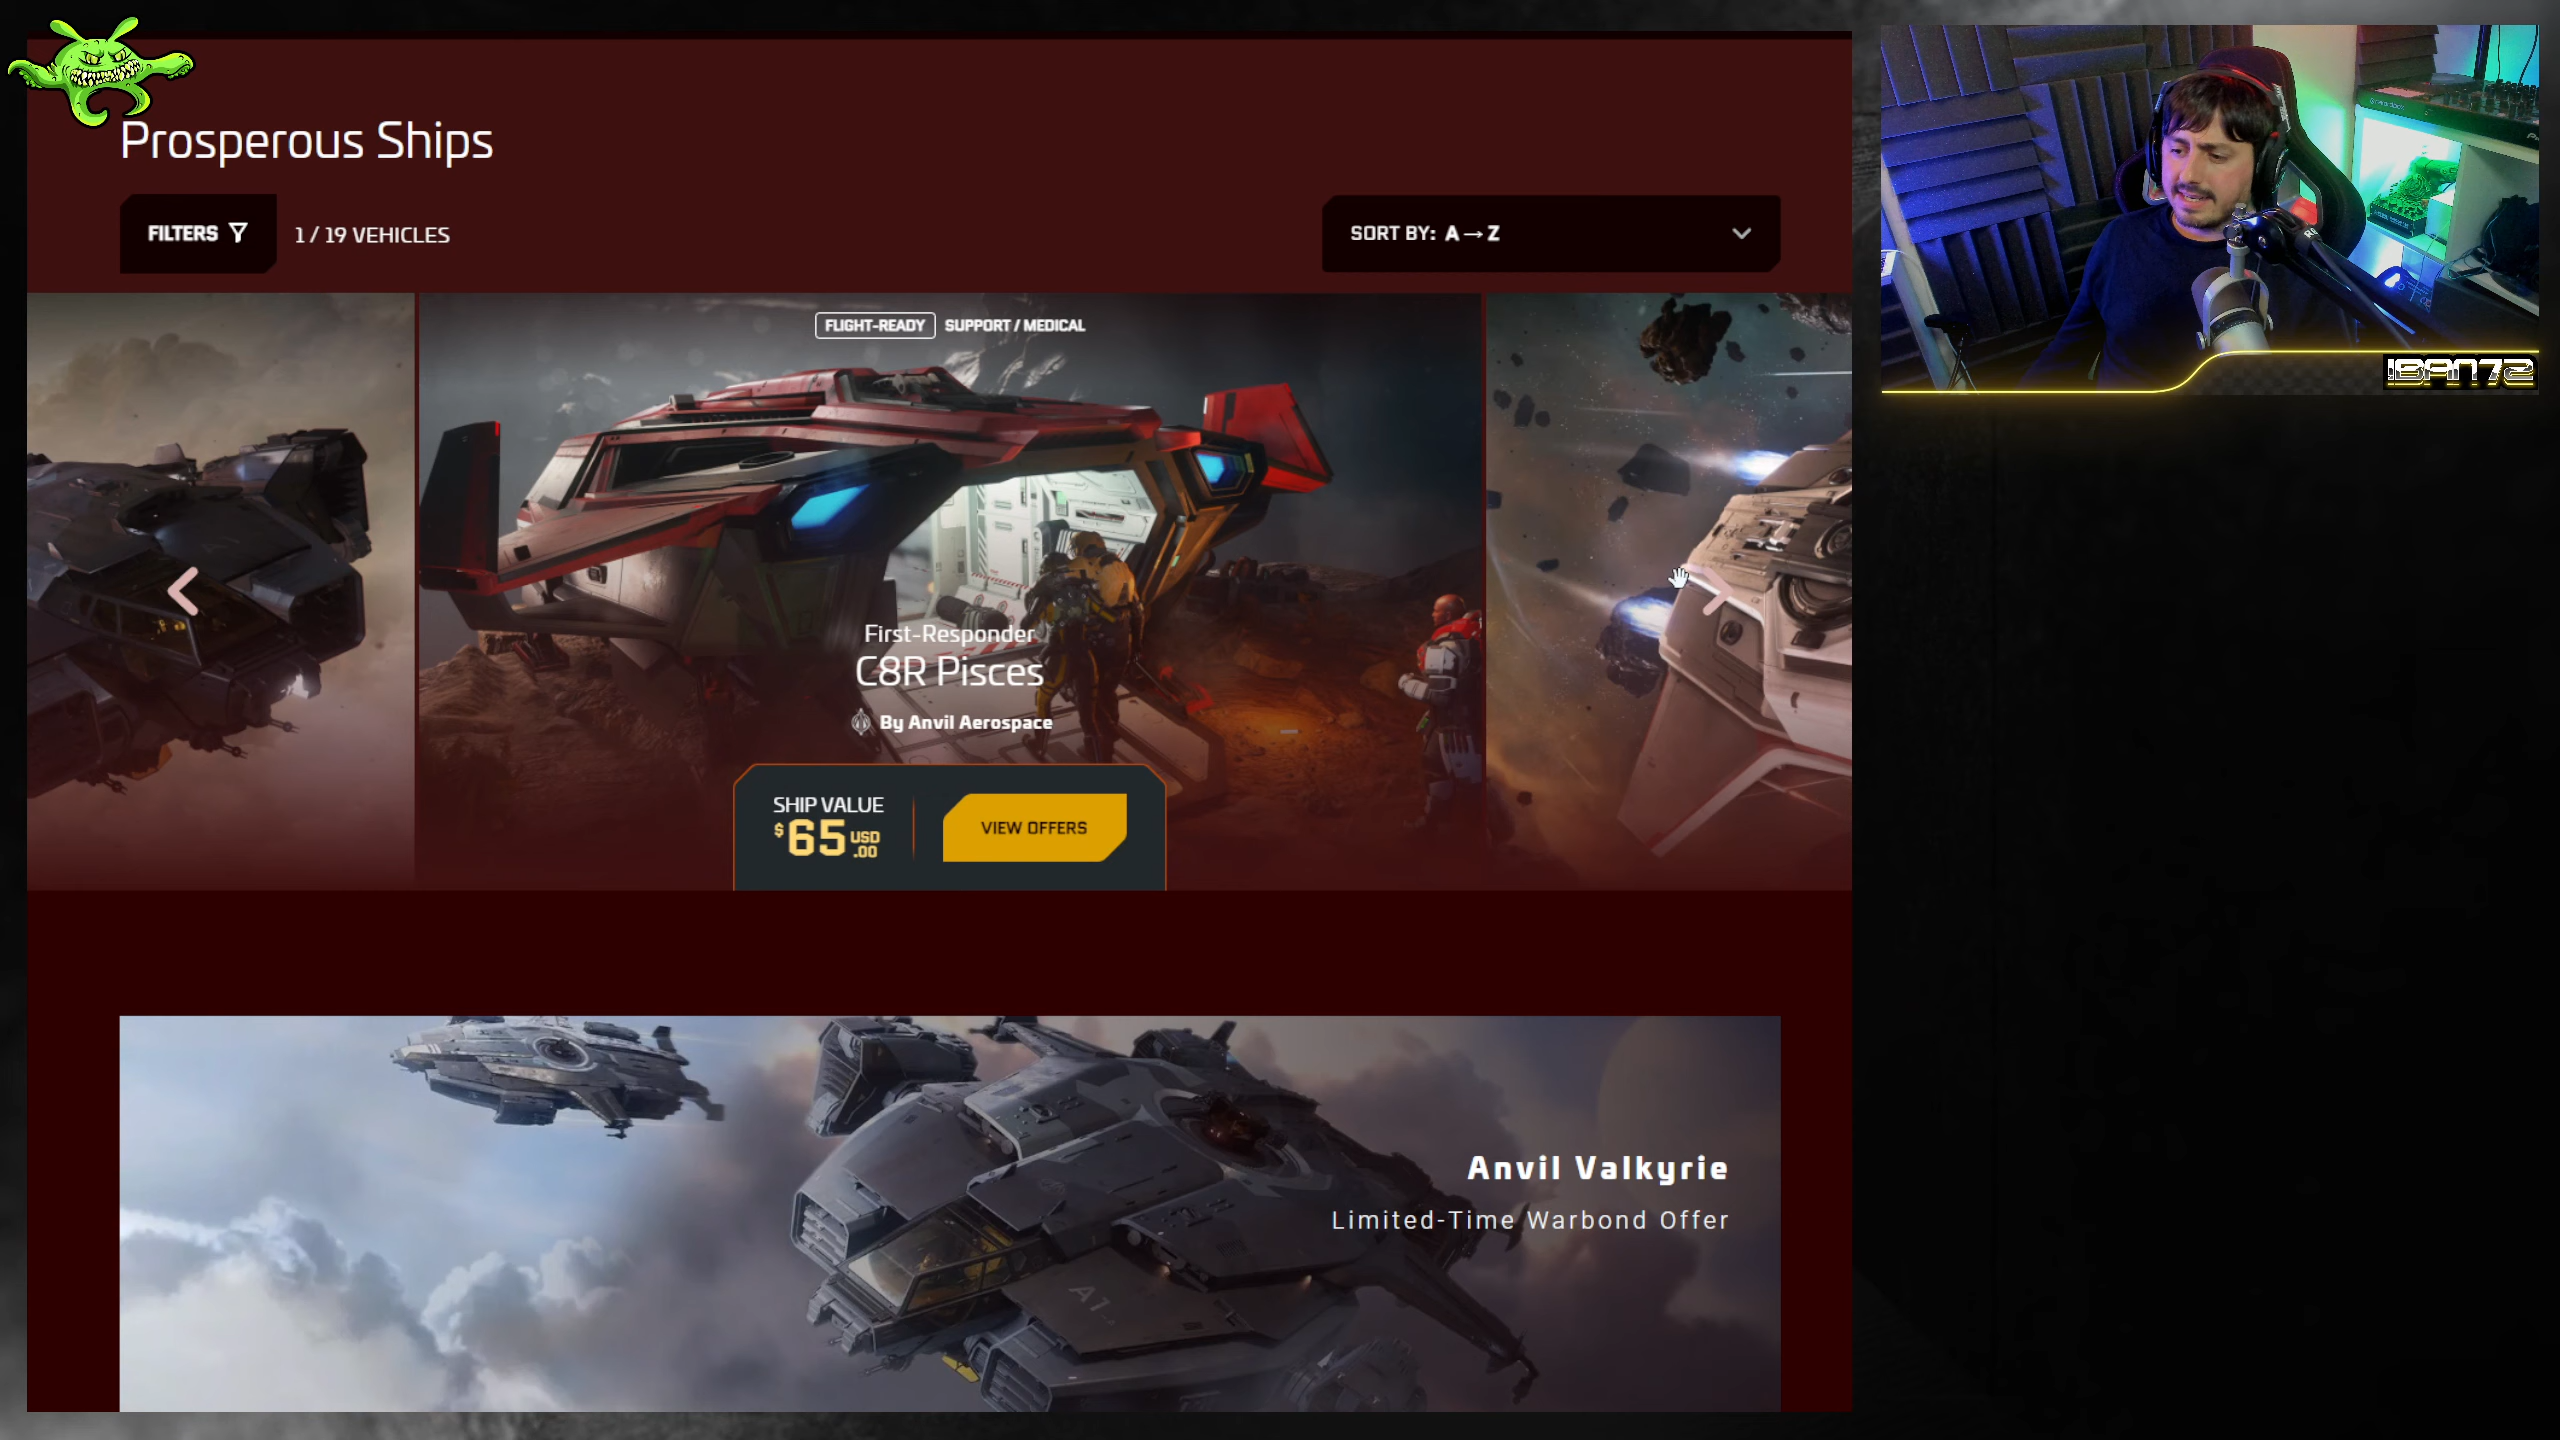 Prosperous Ships
FILTERS
1 / 19 VEHICLES
SORT BY: A→Z
FLIGHT-READY SUPPORT / MEDICAL
First-Responder
C8R Pisces
By Anvil Aerospace
SHIP VALUE
$65 USD .00
VIEW OFFERS
Anvil Valkyrie
Limited-Time Warbond Offer
A1
IBAN72